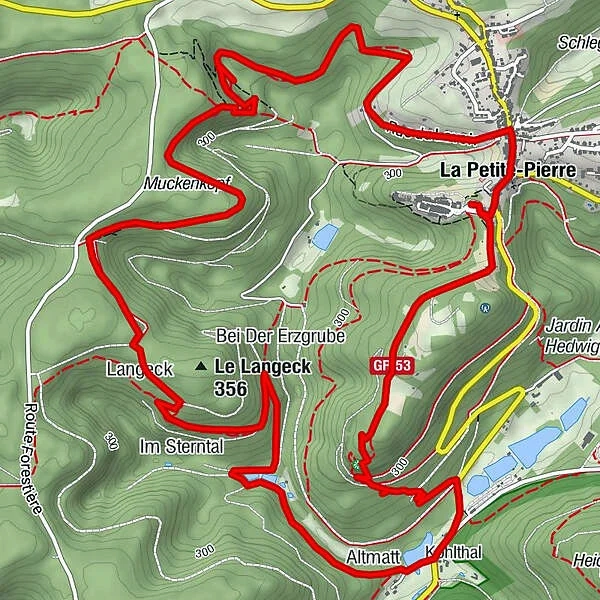 Schleg
300
300
La Petite-Pierre
Muckenkopf
300
Jardin A
Hedwig
Bei Der Erzgrube
Langeck
Le Langeck
356
GR 53
Im Sterntal
300
300
Route Forestière
300
Altmatt
Kohlthal
Heid